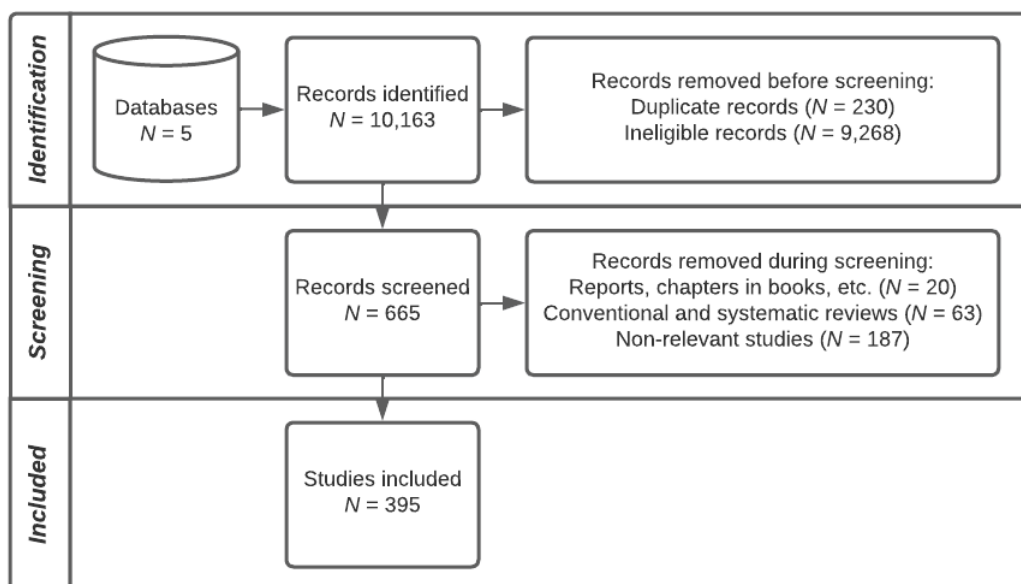 Identification
Databases
N = 5
Records identified
N = 10,163
Records removed before screening:
Duplicate records (N = 230)
Ineligible records (N = 9,268)
Screening
Records screened
N = 665
Records removed during screening:
Reports, chapters in books, etc. (N = 20)
Conventional and systematic reviews (N = 63)
Non-relevant studies (N = 187)
Included
Studies included
N = 395